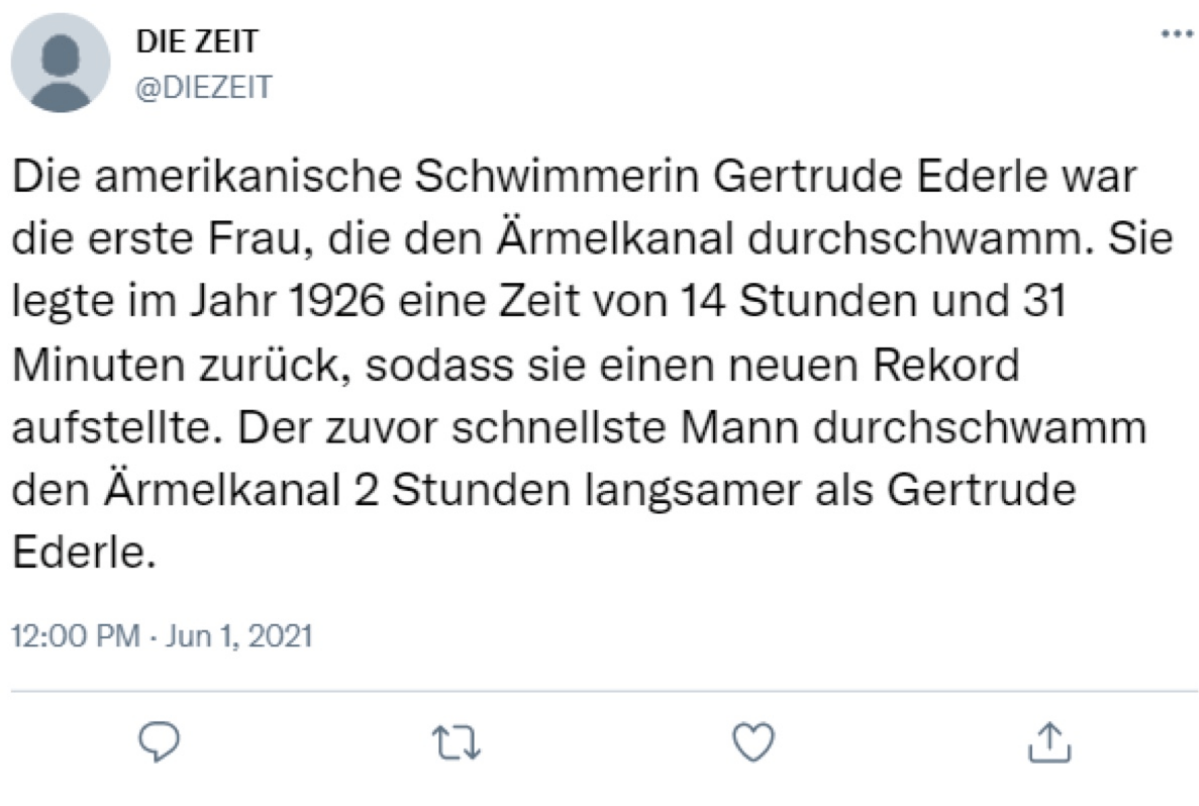 DIE ZEIT
@DIEZEIT
Die amerikanische Schwimmerin Gertrude Ederle war
die erste Frau, die den Ärmelkanal durchschwamm. Sie
legte im Jahr 1926 eine Zeit von 14 Stunden und 31
Minuten zurück, sodass sie einen neuen Rekord
aufstellte. Der zuvor schnellste Mann durchschwamm
den Ärmelkanal 2 Stunden langsamer als Gertrude
Ederle.
12:00 PM · Jun 1, 2021